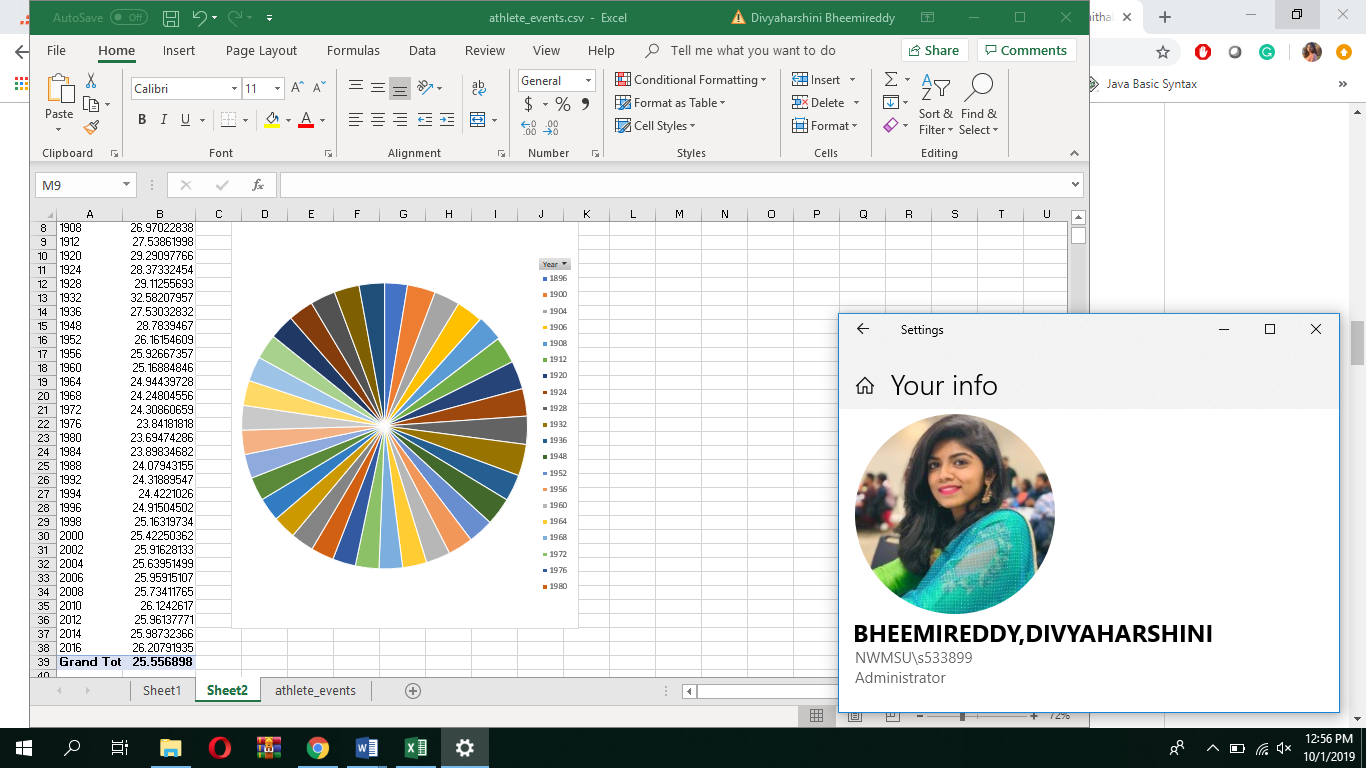 AutoSave Off
athlete_events.csv - Excel
Divyaharshini Bheemireddy
File Home Insert Page Layout Formulas Data Review View Help Tell me what you want to do Share Comments
Java Basic Syntax
Paste
Calibri 11
B I U
General
$ % 9
Conditional Formatting
Format as Table
Cell Styles
Insert
Delete
Format
Sort & Filter
Find & Select
Clipboard Font Alignment Number Styles Cells Editing
M9 fx
A B C D E F G H I J K L M N O P Q R S T U
8 1908 26.97022838
9 1912 27.53861998
10 1920 29.29097766
11 1924 28.37332454
12 1928 29.11255693
13 1932 32.58207957
14 1936 27.53032832
15 1948 28.7839467
16 1952 26.16154609
17 1956 25.92667357
18 1960 25.16884846
19 1964 24.94439728
20 1968 24.24804556
21 1972 24.30860659
22 1976 23.84181818
23 1980 23.69474286
24 1984 23.89834682
25 1988 24.07943155
26 1992 24.31889547
27 1994 24.4221026
28 1996 24.91504502
29 1998 25.16319734
30 2000 25.42250362
31 2002 25.91628133
32 2004 25.63951499
33 2006 25.95915107
34 2008 25.73411765
35 2010 26.1242617
36 2012 25.96137771
37 2014 25.98732366
38 2016 26.20791935
39 Grand Tot 25.556898
40
Year
1896
1900
1904
1906
1908
1912
1920
1924
1928
1932
1936
1948
1952
1956
1960
1964
1968
1972
1976
1980
Settings
Your info
BHEEMIREDDY,DIVYAHARSHINI
NWMSU\s533899
Administrator
Sheet1 Sheet2 athlete_events
72%
12:56 PM
10/1/2019